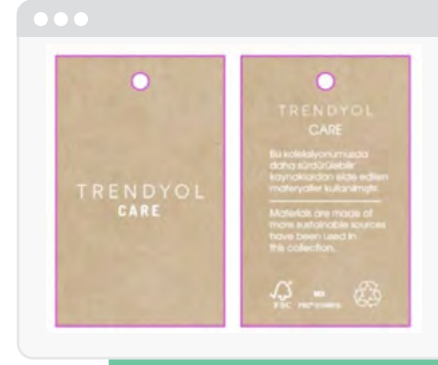 TRENDYOL
CARE
TRENDYOL
CARE
Bu koleksiyonumuzda
daha sürdürülebilir
kaynaklardan elde edilen
materyaller kullanılmıştır.
Materials are made of
more sustainable sources
have been used in
this collection.
FSC
MIX